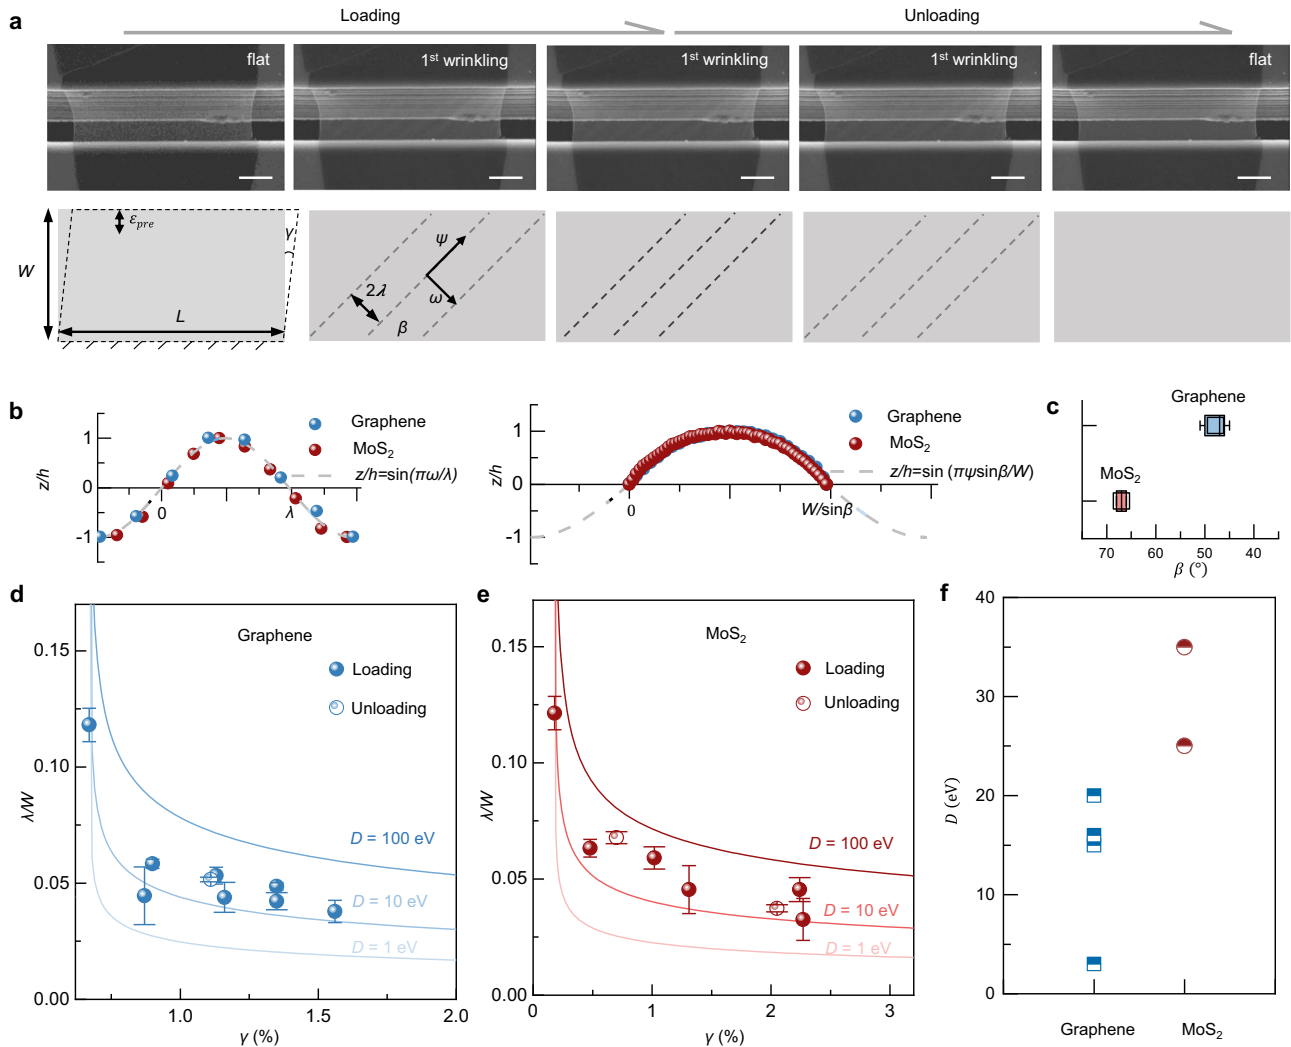 a
Loading
Unloading
flat
1st wrinkling
1st wrinkling
1st wrinkling
flat
εpre
γ
W
L
ψ
2λ
ω
β
b
z/h
1
0
-1
0
λ
Graphene
MoS2
z/h=sin(πω/λ)
z/h
1
0
-1
0
W/sinβ
Graphene
MoS2
z/h=sin (πψsinβ/W)
c
Graphene
MoS2
70
60
50
40
β (°)
d
Graphene
Loading
Unloading
D = 100 eV
D = 10 eV
D = 1 eV
0.15
0.10
0.05
0.00
λ/W
1.0
1.5
2.0
γ (%)
e
MoS2
Loading
Unloading
D = 100 eV
D = 10 eV
D = 1 eV
0.15
0.10
0.05
0.00
λ/W
0
1
2
3
γ (%)
f
40
30
20
10
0
D (eV)
Graphene
MoS2